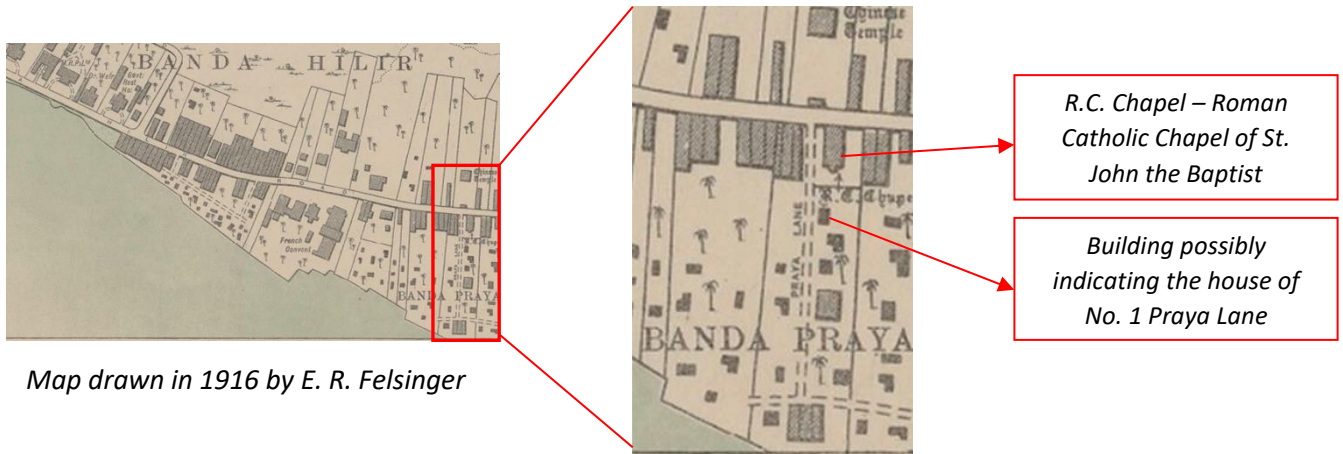 BANDA HILIR
French
Convent
BANDA PRAYA
Map drawn in 1916 by E. R. Felsinger
Chinese
Temple
R.C. Chape
PRAYA LANE
BANDA PRAYA
R.C. Chapel – Roman
Catholic Chapel of St.
John the Baptist
Building possibly
indicating the house of
No. 1 Praya Lane